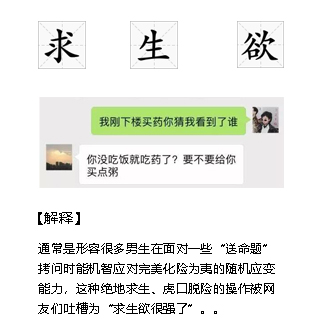 求 生 欲
我刚下楼买药你猜我看到了谁
你没吃饭就吃药了？要不要给你
买点粥
【解释】
通常是形容很多男生在面对一些“送命题”
拷问时能机智应对完美化险为夷的随机应变
能力，这种绝地求生、虎口脱险的操作被网
友们吐槽为“求生欲很强了”。。